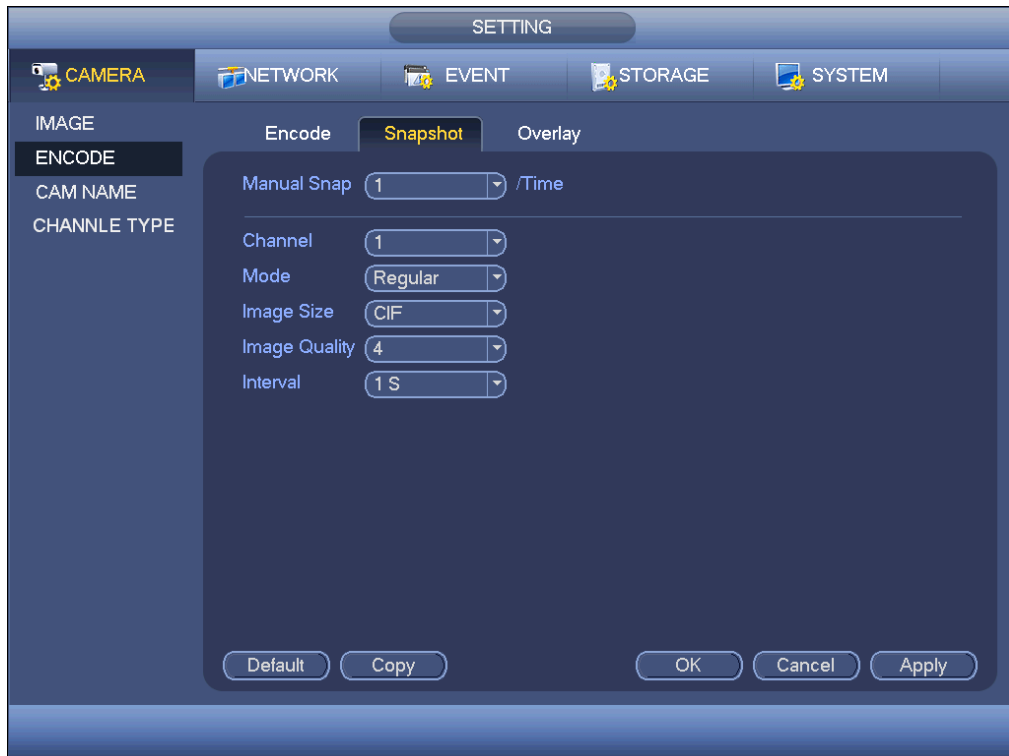 SETTING
CAMERA NETWORK EVENT STORAGE SYSTEM
IMAGE
ENCODE
CAM NAME
CHANNLE TYPE
Encode Snapshot Overlay
Manual Snap 1 /Time
Channel 1
Mode Regular
Image Size CIF
Image Quality 4
Interval 1 S
Default Copy OK Cancel Apply